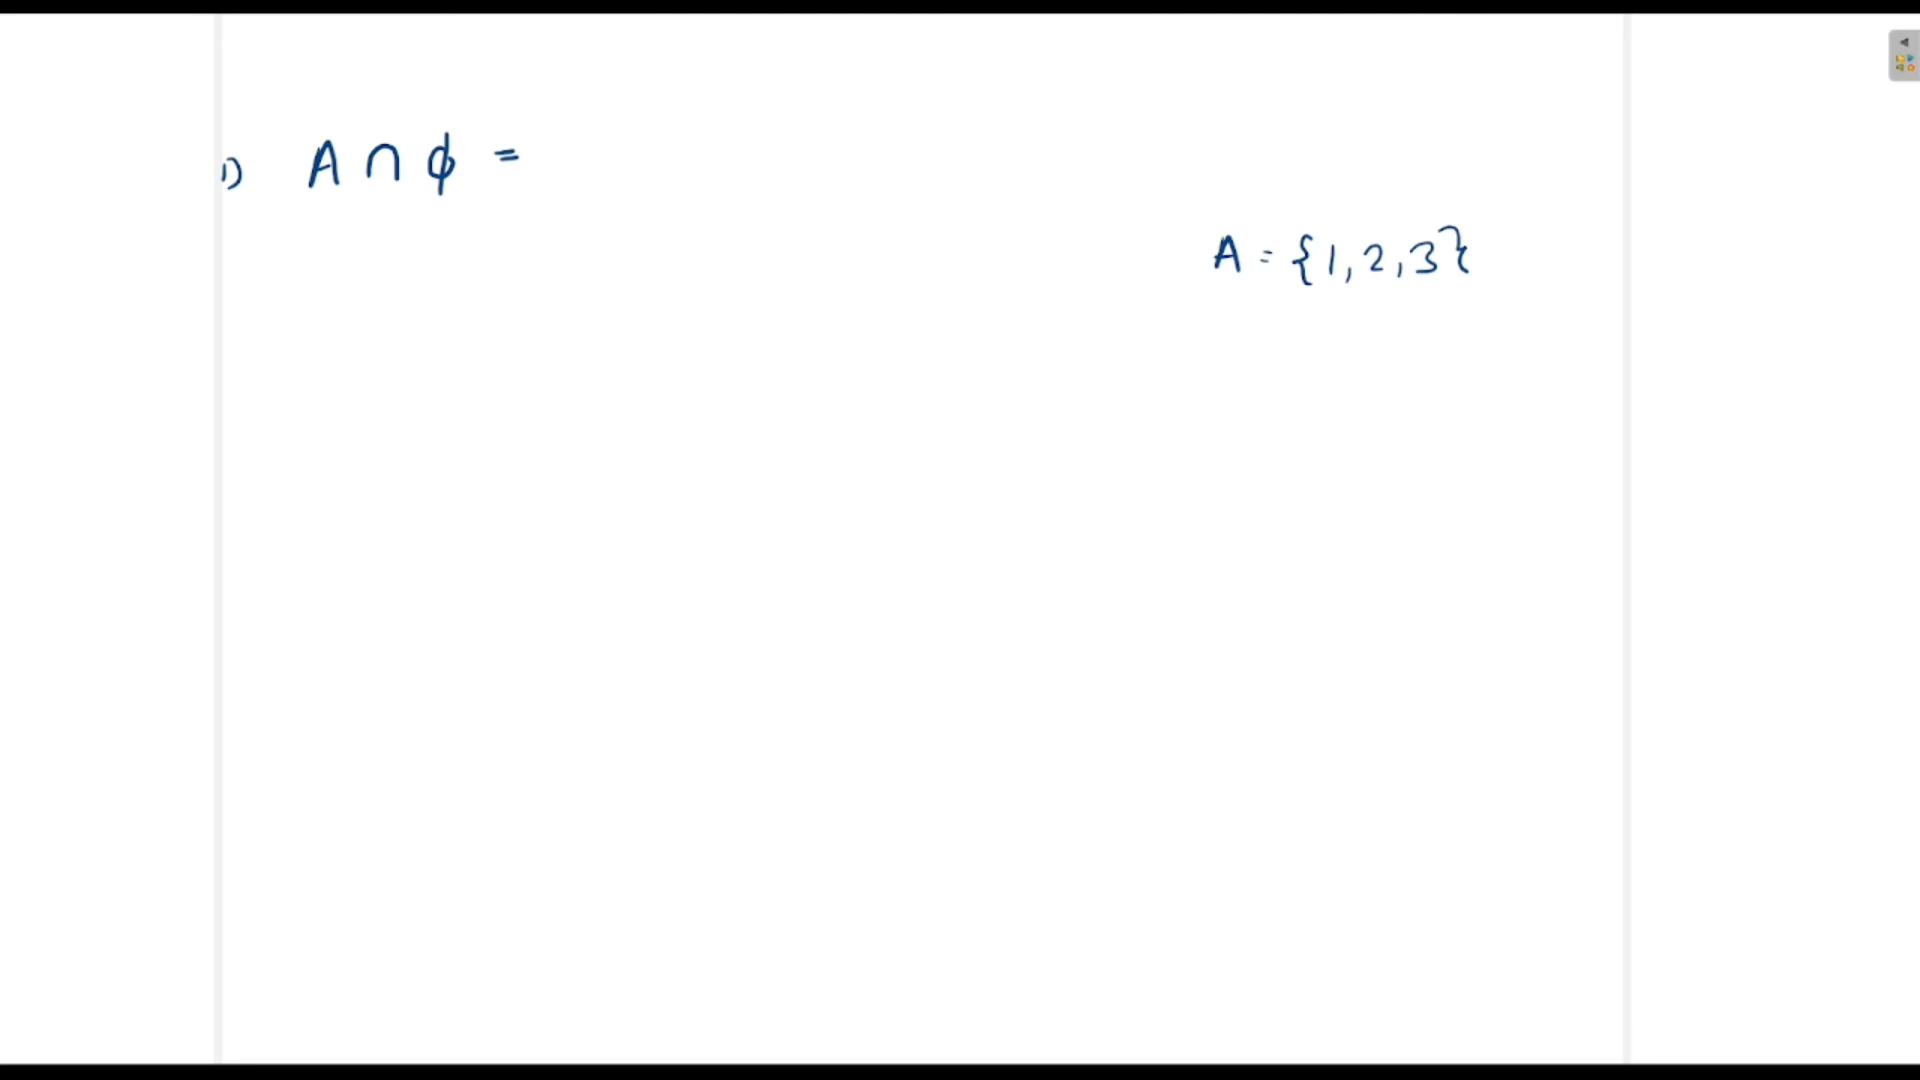 1) A ∩ ϕ =
A = {1, 2, 3}